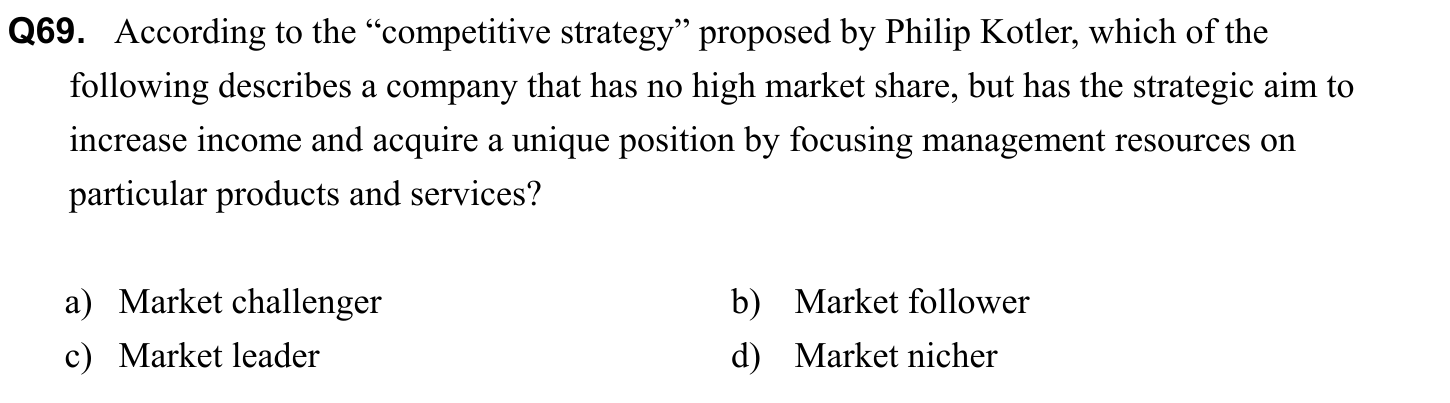 Q69. According to the “competitive strategy” proposed by Philip Kotler, which of the
following describes a company that has no high market share, but has the strategic aim to
increase income and acquire a unique position by focusing management resources on
particular products and services?
a) Market challenger b) Market follower
c) Market leader d) Market nicher